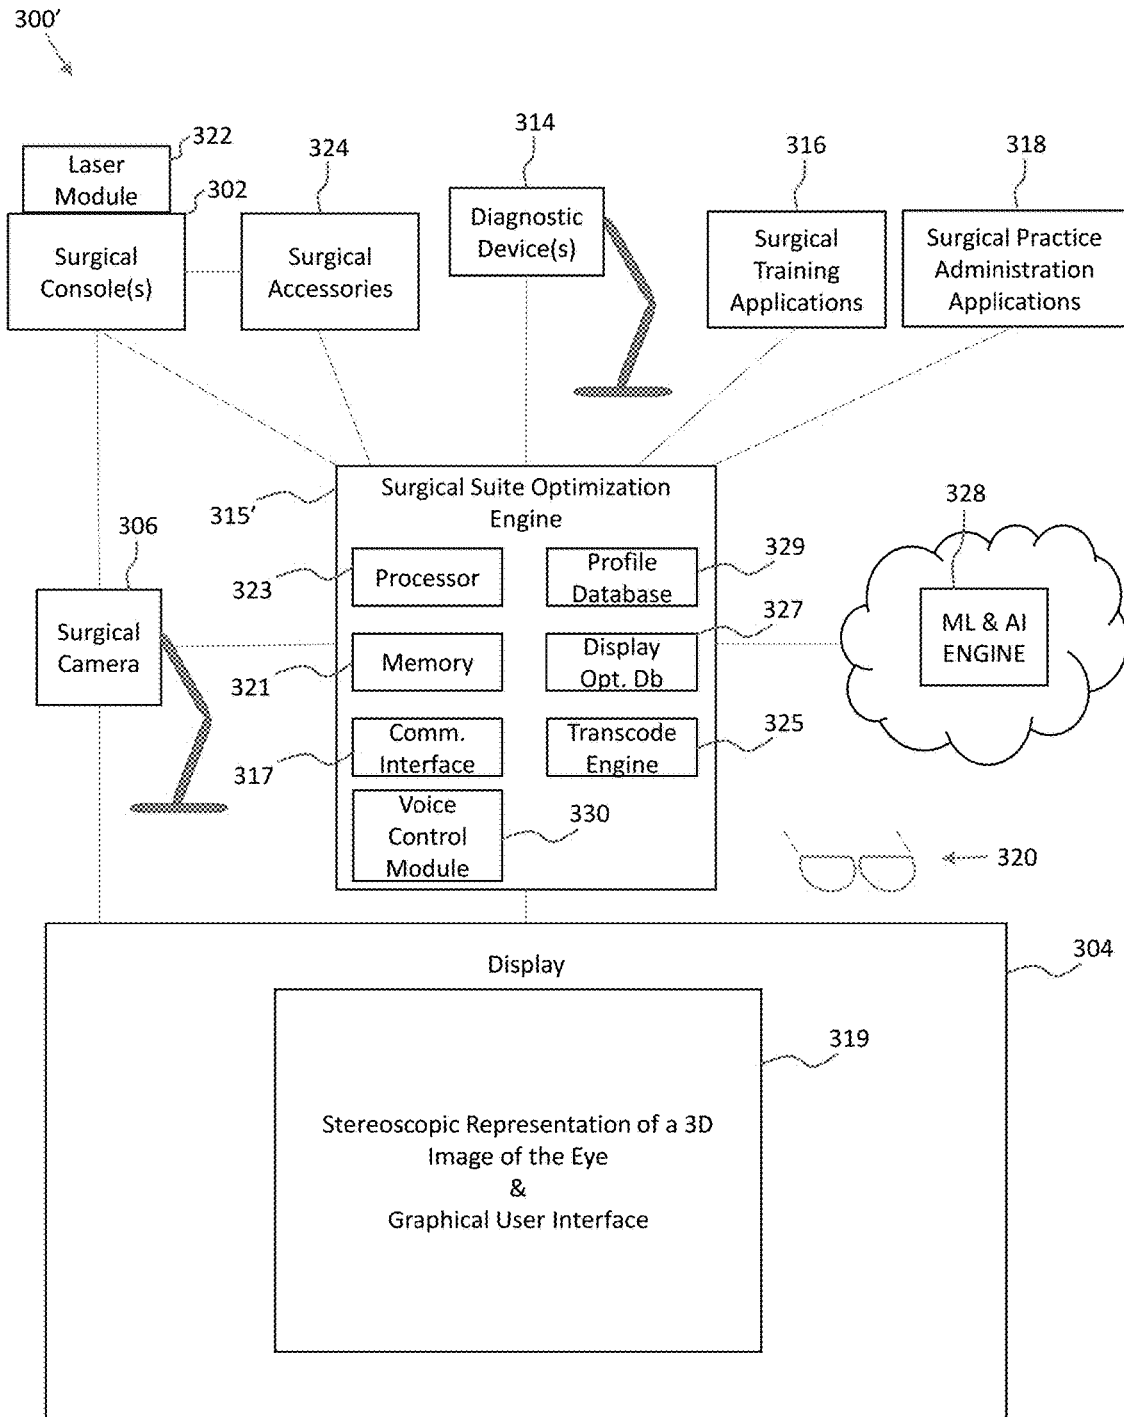 300’
322
Laser
Module
302
Surgical
Console(s)
324
Surgical
Accessories
314
Diagnostic
Device(s)
316
Surgical
Training
Applications
318
Surgical Practice
Administration
Applications
315’
Surgical Suite Optimization
Engine
306
Surgical
Camera
323
Processor
Profile
Database
329
321
Memory
Display
Opt. Db
327
317
Comm.
Interface
Transcode
Engine
325
Voice
Control
Module
330
328
ML & AI
ENGINE
320
304
Display
319
Stereoscopic Representation of a 3D
Image of the Eye
&
Graphical User Interface